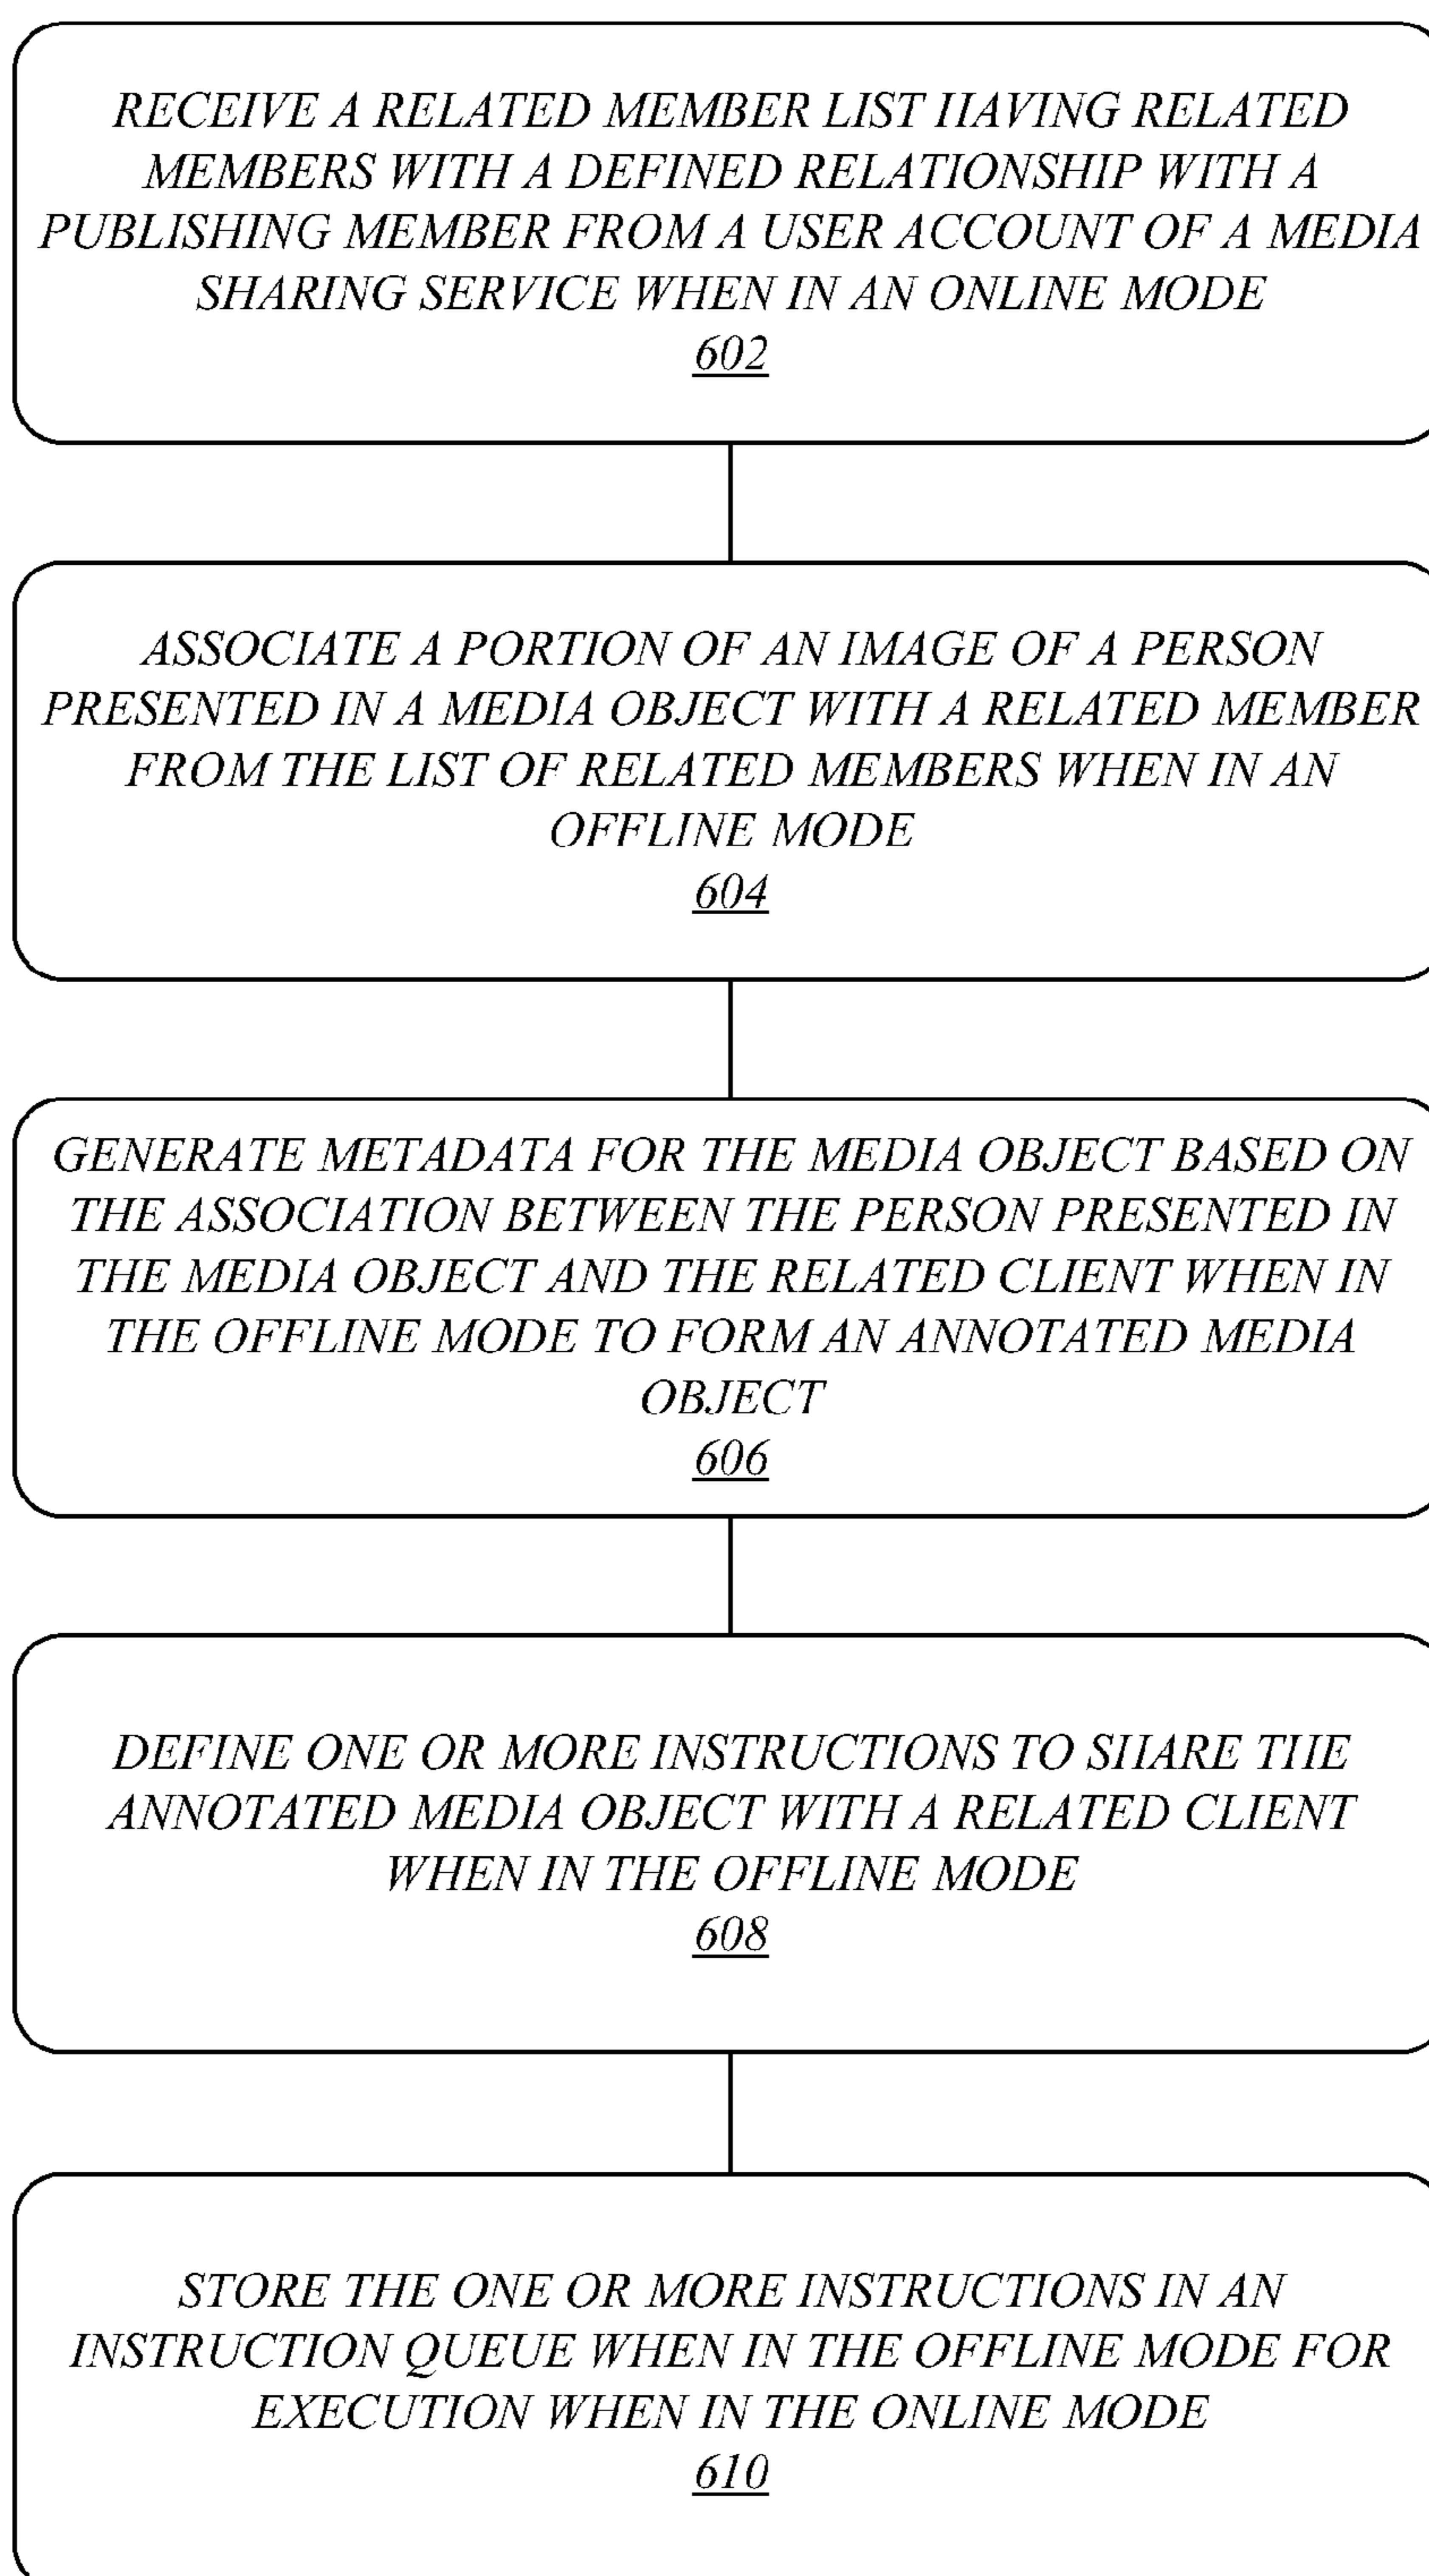 RECEIVE A RELATED MEMBER LIST HAVING RELATED
MEMBERS WITH A DEFINED RELATIONSHIP WITH A
PUBLISHING MEMBER FROM A USER ACCOUNT OF A MEDIA
SHARING SERVICE WHEN IN AN ONLINE MODE
602
ASSOCIATE A PORTION OF AN IMAGE OF A PERSON
PRESENTED IN A MEDIA OBJECT WITH A RELATED MEMBER
FROM THE LIST OF RELATED MEMBERS WHEN IN AN
OFFLINE MODE
604
GENERATE METADATA FOR THE MEDIA OBJECT BASED ON
THE ASSOCIATION BETWEEN THE PERSON PRESENTED IN
THE MEDIA OBJECT AND THE RELATED CLIENT WHEN IN
THE OFFLINE MODE TO FORM AN ANNOTATED MEDIA
OBJECT
606
DEFINE ONE OR MORE INSTRUCTIONS TO SHARE THE
ANNOTATED MEDIA OBJECT WITH A RELATED CLIENT
WHEN IN THE OFFLINE MODE
608
STORE THE ONE OR MORE INSTRUCTIONS IN AN
INSTRUCTION QUEUE WHEN IN THE OFFLINE MODE FOR
EXECUTION WHEN IN THE ONLINE MODE
610